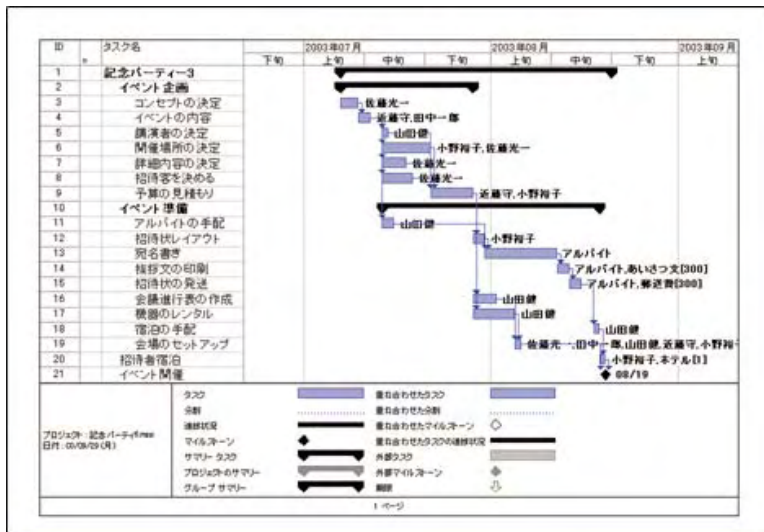 ID タスク名 2003年07月 2003年08月 2003年09月
下旬 上旬 中旬 下旬 上旬 中旬 下旬 上旬
1 記念パーティー3
2 イベント企画
3 コンセプトの決定 佐藤光一
4 イベントの内容 近藤守,田中一郎
5 講演者の決定 山田健
6 開催場所の決定 小野裕子,佐藤光一
7 詳細内容の決定 佐藤光一
8 招待客を決める 佐藤光一
9 予算の見積もり 近藤守,小野裕子
10 イベント準備
11 アルバイトの手配 山田健
12 招待状レイアウト 小野裕子
13 宛名書き アルバイト
14 挨拶文の印刷 アルバイト,あいさつ文[300]
15 招待状の発送 アルバイト,郵送費[300]
16 会議進行表の作成 山田健
17 機器のレンタル 山田健
18 宿泊の手配 山田健
19 会場のセットアップ 佐藤光一,田中一郎,山田健,近藤守,小野裕
20 招待者宿泊 小野裕子,ホテル[1]
21 イベント開催 08/19
プロジェクト: 記念パーティ
日付:
タスク 重ね合わせたタスク
分割 重ね合わせた分割
進捗状況 重ね合わせたマイルストーン
マイルストーン 重ね合わせたタスクの進捗状況
サマリー タスク 外部タスク
プロジェクトのサマリー 外部マイルストーン
グループ サマリー 期限
1 ページ